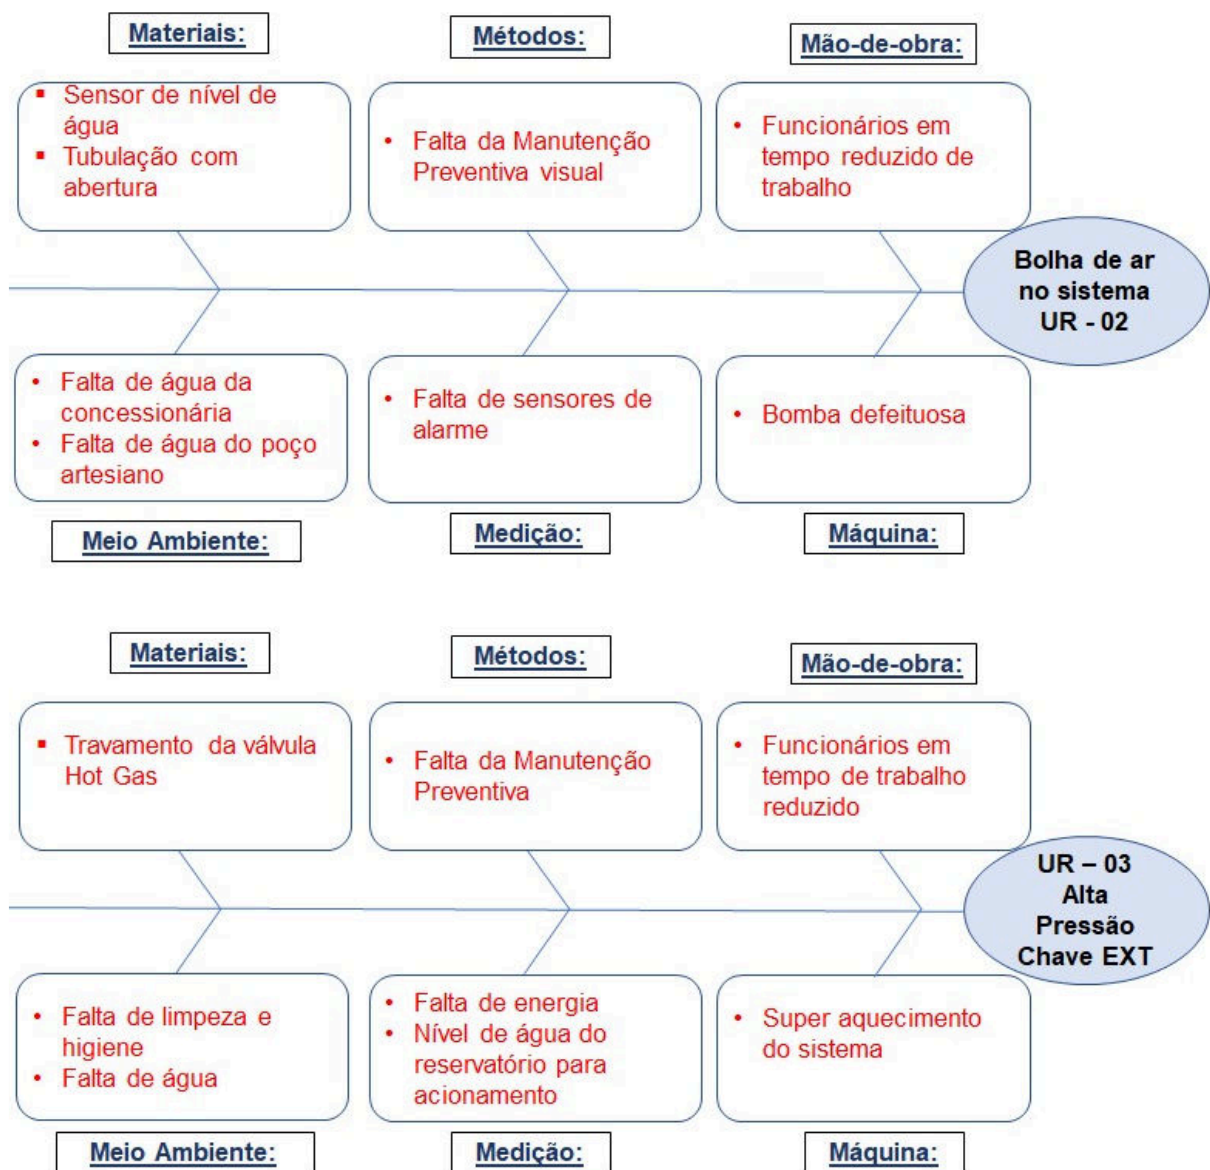 Materiais:
Métodos:
Mão-de-obra:
▪ Sensor de nível de
água
▪ Tubulação com
abertura
• Falta da Manutenção
Preventiva visual
• Funcionários em
tempo reduzido de
trabalho
Bolha de ar
no sistema
UR - 02
• Falta de água da
concessionária
• Falta de água do poço
artesiano
• Falta de sensores de
alarme
• Bomba defeituosa
Meio Ambiente:
Medição:
Máquina:
Materiais:
Métodos:
Mão-de-obra:
▪ Travamento da válvula
Hot Gas
• Falta da Manutenção
Preventiva
• Funcionários em
tempo de trabalho
reduzido
UR – 03
Alta
Pressão
Chave EXT
• Falta de limpeza e
higiene
• Falta de água
• Falta de energia
• Nível de água do
reservatório para
acionamento
• Super aquecimento
do sistema
Meio Ambiente:
Medição:
Máquina: